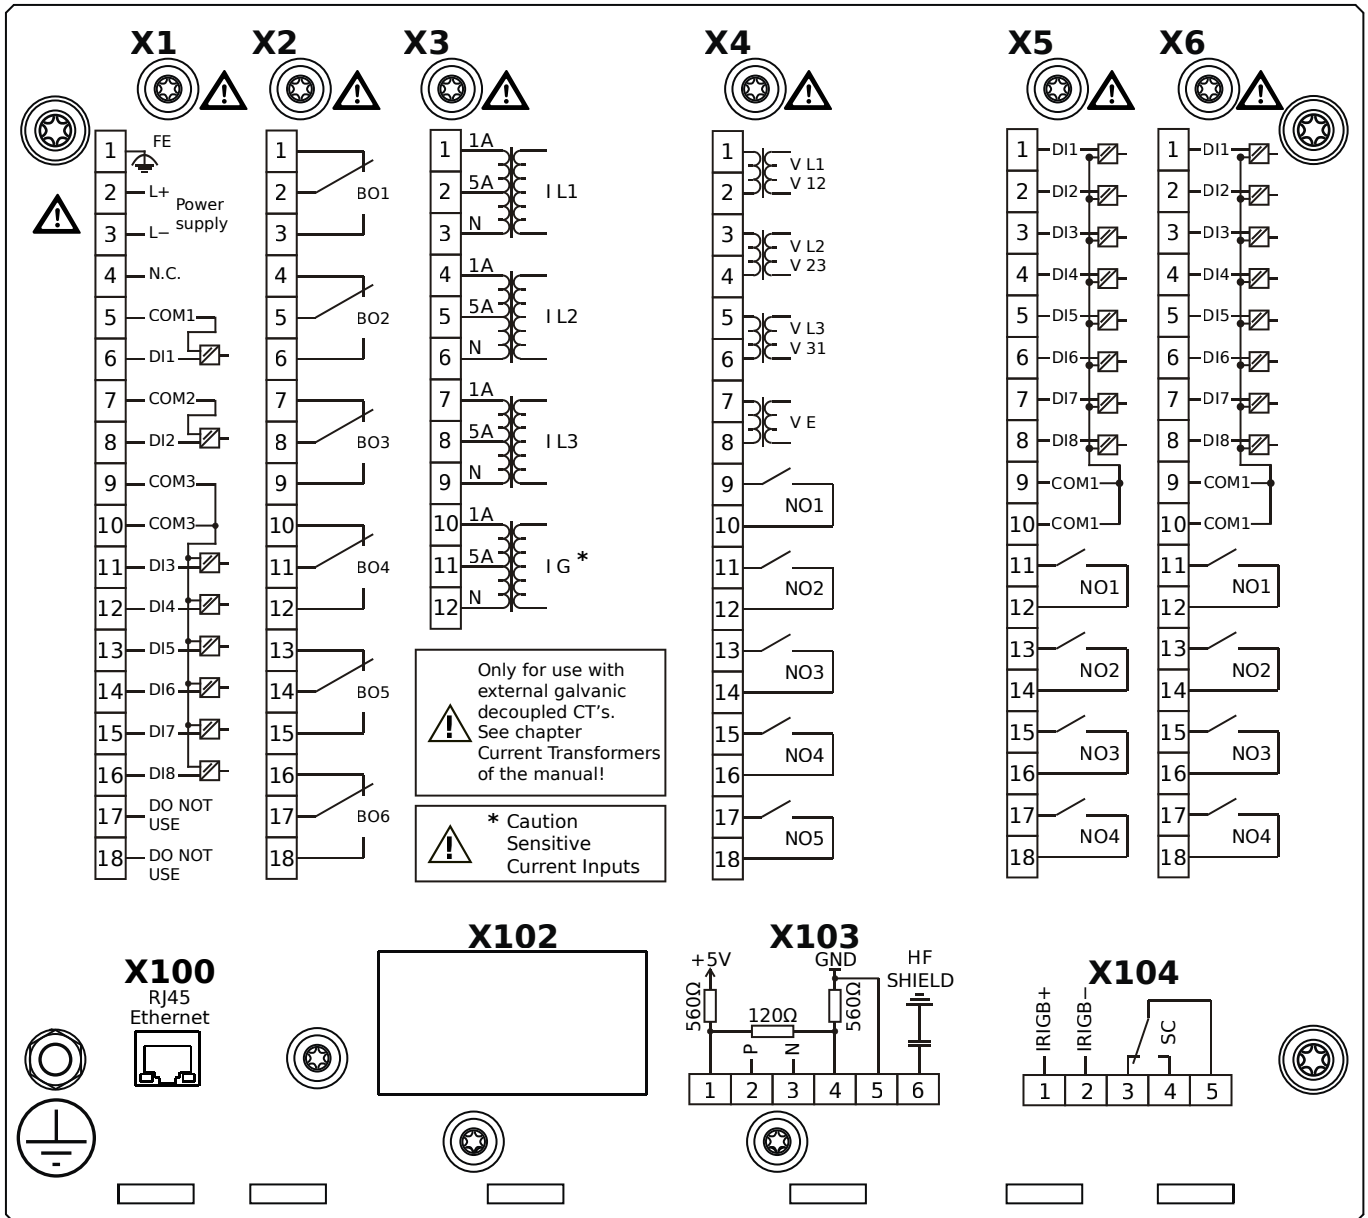 X1
X2
X3
X4
X5
X6
1 FE
2 L+
Power
supply
3 L−
4 N.C.
5 COM1
6 DI1
7 COM2
8 DI2
9 COM3
10 COM3
11 DI3
12 DI4
13 DI5
14 DI6
15 DI7
16 DI8
17 DO NOT
USE
18 DO NOT
USE
1
2 BO1
3
4
5 BO2
6
7
8 BO3
9
10
11 BO4
12
13
14 BO5
15
16
17 BO6
18
1 1A
2 5A I L1
3 N
4 1A
5 5A I L2
6 N
7 1A
8 5A I L3
9 N
10 1A
11 5A I G *
12 N
Only for use with
external galvanic
decoupled CT's.
See chapter
Current Transformers
of the manual!
* Caution
Sensitive
Current Inputs
1 V L1
2 V 12
3 V L2
4 V 23
5 V L3
6 V 31
7 V E
8
9
NO1
10
11
NO2
12
13
NO3
14
15
NO4
16
17
NO5
18
1 DI1
2 DI2
3 DI3
4 DI4
5 DI5
6 DI6
7 DI7
8 DI8
9 COM1
10 COM1
11
NO1
12
13
NO2
14
15
NO3
16
17
NO4
18
1 DI1
2 DI2
3 DI3
4 DI4
5 DI5
6 DI6
7 DI7
8 DI8
9 COM1
10 COM1
11
NO1
12
13
NO2
14
15
NO3
16
17
NO4
18
X100
RJ45
Ethernet
X102
X103
+5V GND HF
SHIELD
560Ω 120Ω 560Ω
P N
1 2 3 4 5 6
X104
IRIGB+ IRIGB− SC
1 2 3 4 5